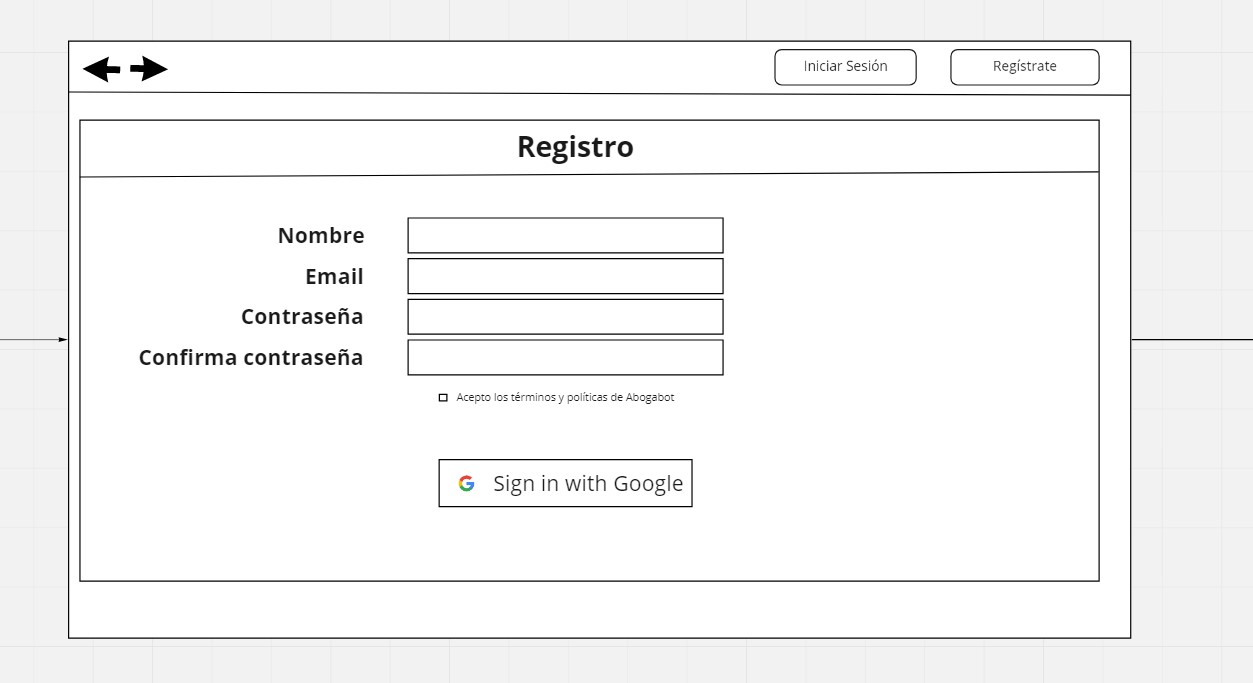 Iniciar Sesión
Regístrate
Registro
Nombre
Email
Contraseña
Confirma contraseña
Acepto los términos y políticas de Abogabot
Sign in with Google